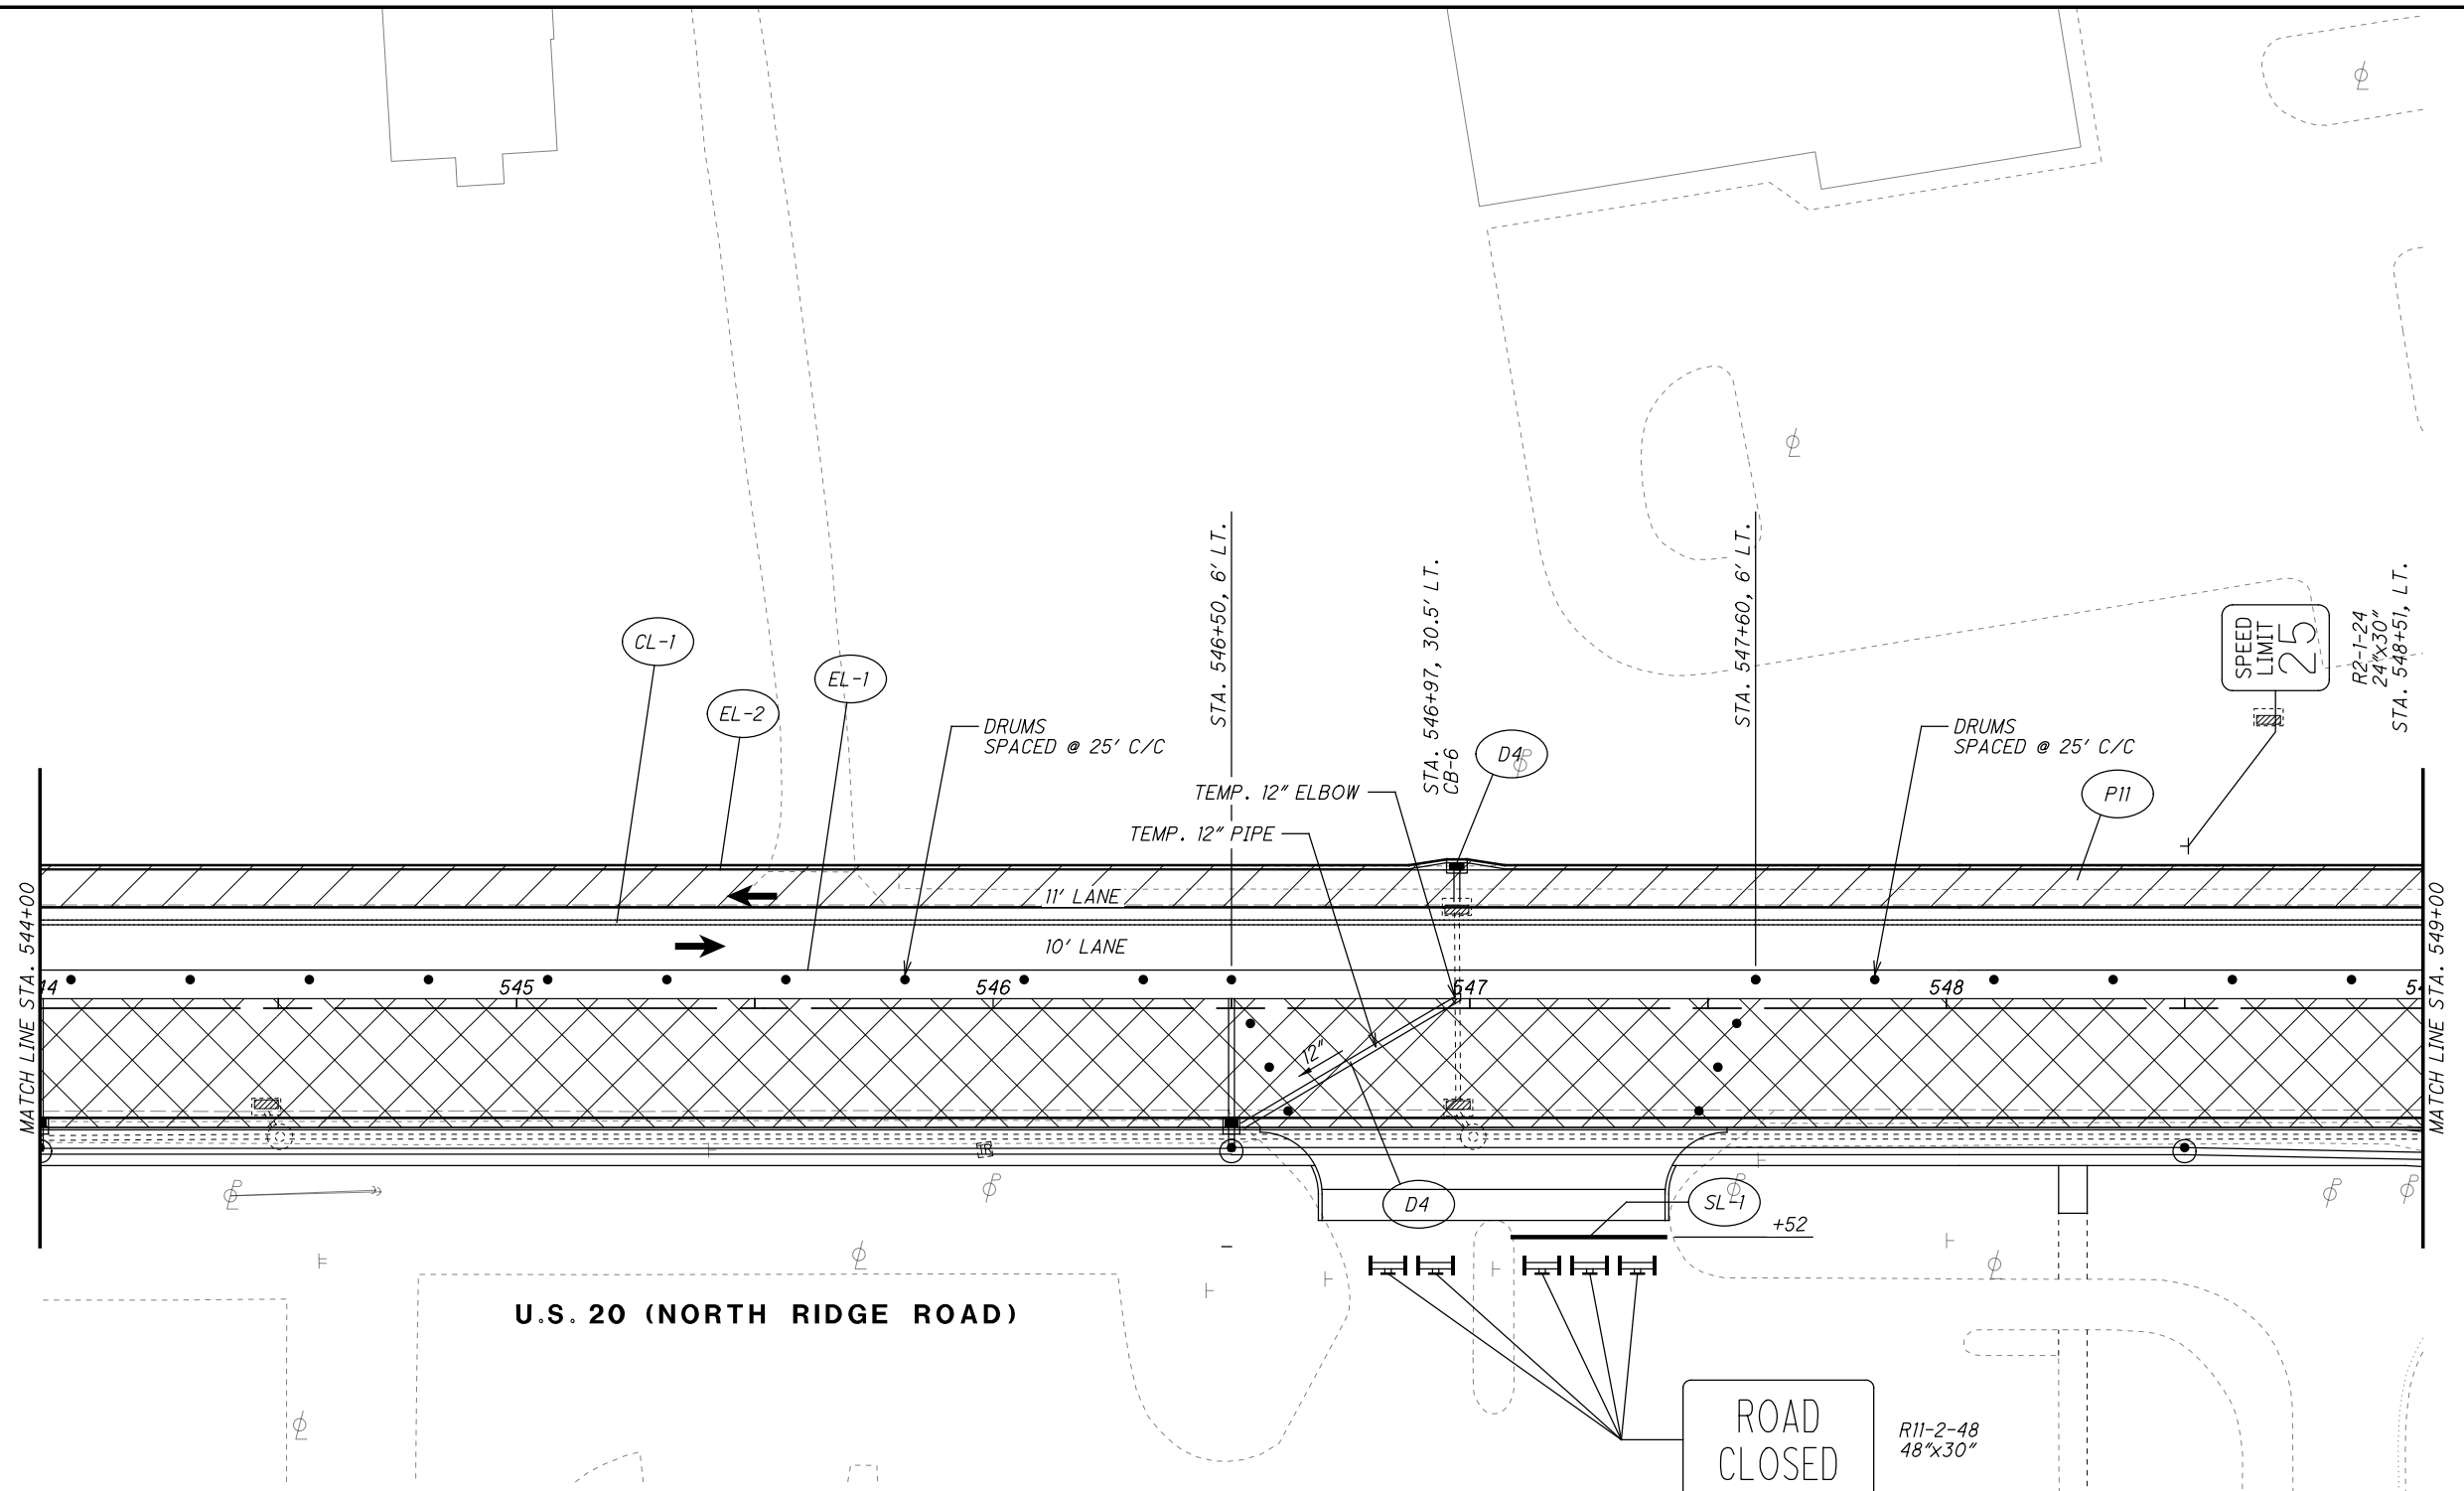 STA. 546+50, 6' LT.
STA. 546+97, 30.5' LT.
CB-6
STA. 547+60, 6' LT.
SPEED
LIMIT
25
R2-1-24
24"x30"
STA. 548+51, LT.
CL-1
EL-2
EL-1
DRUMS
SPACED @ 25' C/C
D4
P
DRUMS
SPACED @ 25' C/C
TEMP. 12" ELBOW
TEMP. 12" PIPE
P11
MATCH LINE STA. 544+00
11' LANE
10' LANE
MATCH LINE STA. 549+00
44
545
546
547
548
54
12"
D4
SL-1
+52
U.S. 20 (NORTH RIDGE ROAD)
ROAD
CLOSED
R11-2-48
48"x30"